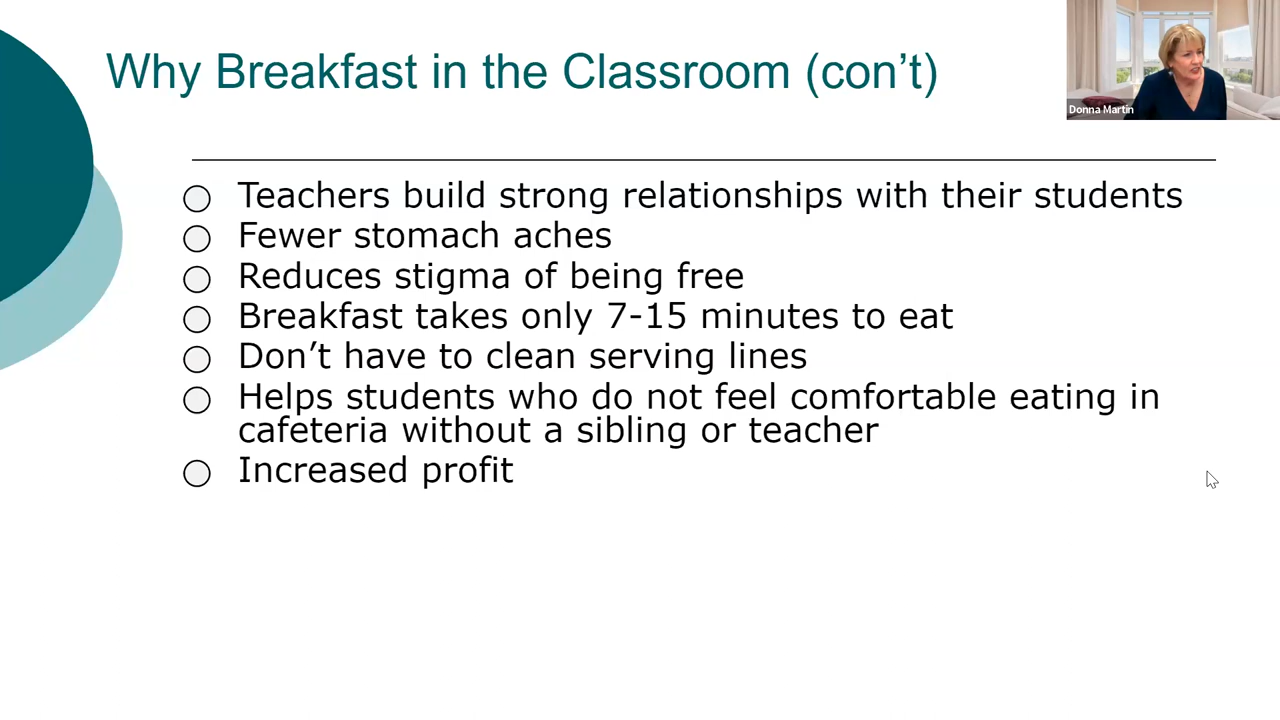 Why Breakfast in the Classroom (con’t)
Donna Martin
Teachers build strong relationships with their students
Fewer stomach aches
Reduces stigma of being free
Breakfast takes only 7-15 minutes to eat
Don’t have to clean serving lines
Helps students who do not feel comfortable eating in
cafeteria without a sibling or teacher
Increased profit